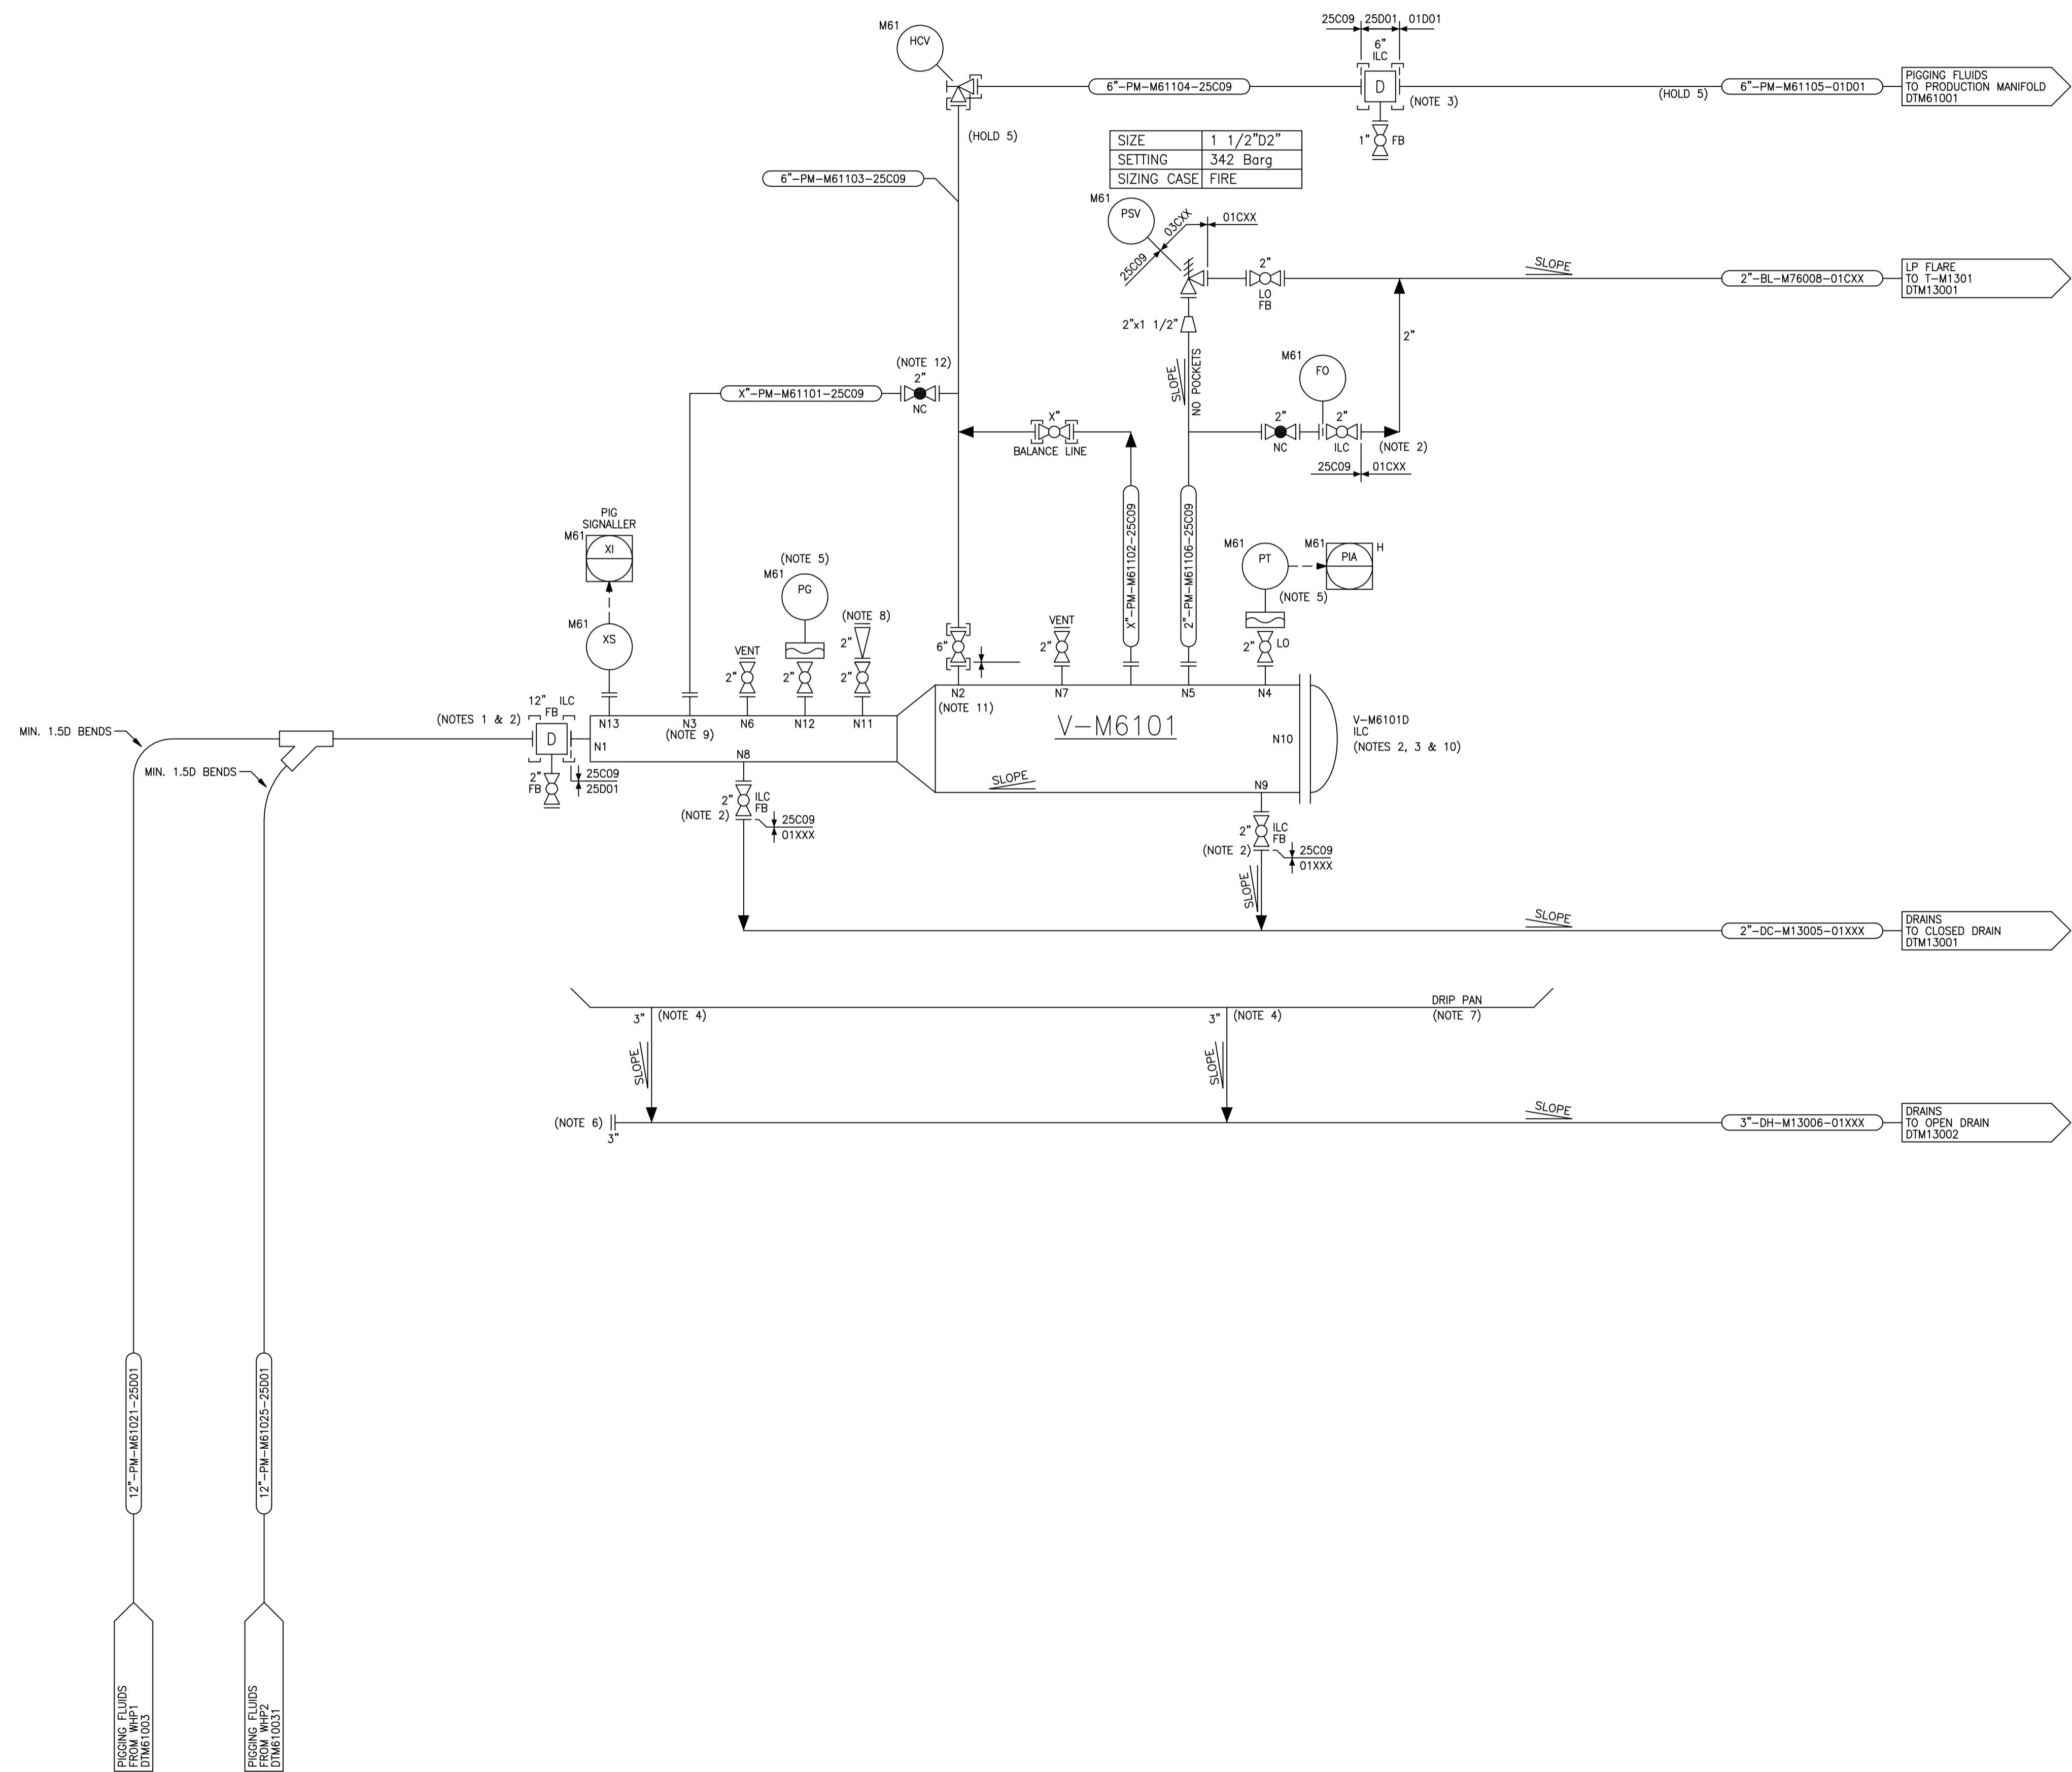 M61
HCV
25C09 25D01 01D01
6"
ILC
D
6"-PM-M61104-25C09
(NOTE 3)
(HOLD 5)
6"-PM-M61105-01D01
PIGGING FLUIDS
TO PRODUCTION MANIFOLD
DTM61001
1" FB
(HOLD 5)
SIZE 1 1/2"D2"
SETTING 342 Barg
SIZING CASE FIRE
6"-PM-M61103-25C09
M61
PSV
25C09
03CXX
01CXX
2"
LO
FB
SLOPE
2"-BL-M76008-01CXX
LP FLARE
TO T-M1301
DTM13001
2"x1 1/2"
2"
SLOPE
NO POCKETS
M61
FO
(NOTE 12)
2"
NC
X"-PM-M61101-25C09
X"
BALANCE LINE
2"
NC
2"
ILC
(NOTE 2)
25C09 01CXX
X"-PM-M61102-25C09
2"-PM-M61106-25C09
PIG
SIGNALLER
M61
XI
M61
XS
(NOTE 5)
M61
PG
(NOTE 8)
2"
M61
PT
M61
PIA
H
(NOTE 5)
VENT
2"
2"
2"
6"
VENT
2"
2" LO
12" ILC
FB
(NOTES 1 & 2)
D
N13
N3
(NOTE 9)
N6
N12
N11
N2
(NOTE 11)
N7
N5
N4
N1
N8
V-M6101
N10
V-M6101D
ILC
(NOTES 2, 3 & 10)
SLOPE
N9
MIN. 1.5D BENDS
MIN. 1.5D BENDS
2"
FB
25C09
25D01
2"
ILC
FB
(NOTE 2)
25C09
01XXX
2"
ILC
FB
(NOTE 2)
25C09
01XXX
SLOPE
SLOPE
2"-DC-M13005-01XXX
DRAINS
TO CLOSED DRAIN
DTM13001
DRIP PAN
(NOTE 7)
3" (NOTE 4)
3" (NOTE 4)
SLOPE
SLOPE
(NOTE 6)
3"
SLOPE
3"-DH-M13006-01XXX
DRAINS
TO OPEN DRAIN
DTM13002
12"-PM-M61021-25D01
12"-PM-M61025-25D01
PIGGING FLUIDS
FROM WHP1
DTM61003
PIGGING FLUIDS
FROM WHP2
DTM610031